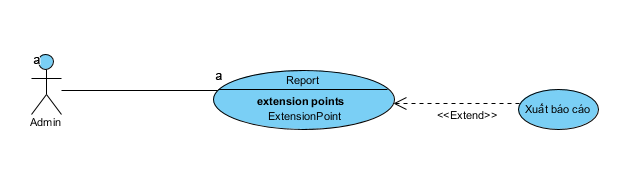 a
Admin
a
Report
extension points
ExtensionPoint
<<Extend>>
Xuất báo cáo